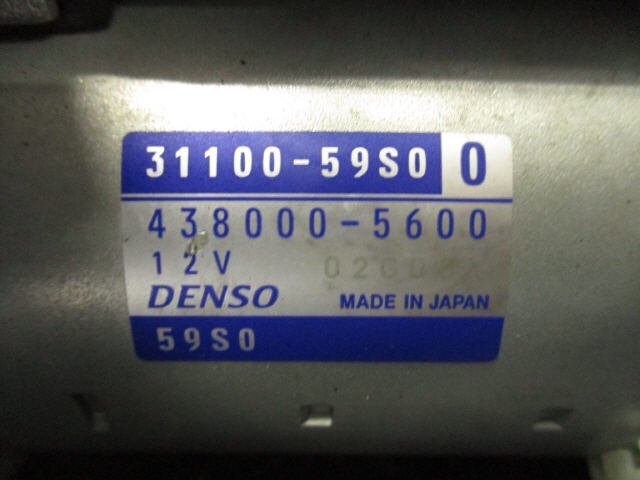 31100-59S0 0
438000-5600
12V
DENSO MADE IN JAPAN
59S0